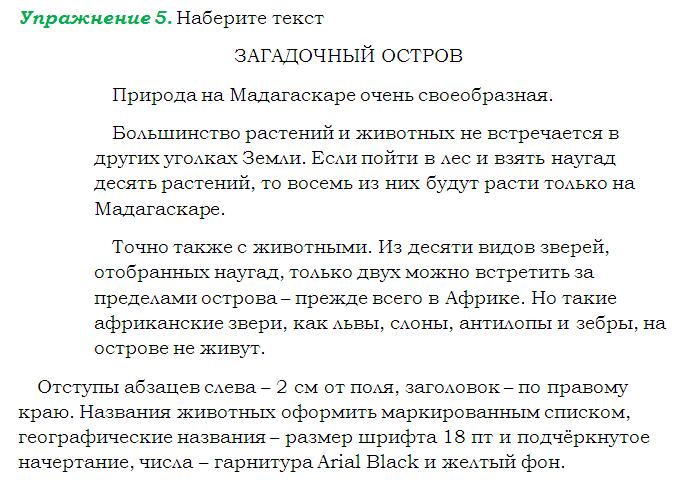 Упражнение 5. Наберите текст
ЗАГАДОЧНЫЙ ОСТРОВ
Природа на Мадагаскаре очень своеобразная.
Большинство растений и животных не встречается в
других уголках Земли. Если пойти в лес и взять наугад
десять растений, то восемь из них будут расти только на
Мадагаскаре.
Точно также с животными. Из десяти видов зверей,
отобранных наугад, только двух можно встретить за
пределами острова – прежде всего в Африке. Но такие
африканские звери, как львы, слоны, антилопы и зебры, на
острове не живут.
Отступы абзацев слева – 2 см от поля, заголовок – по правому
краю. Названия животных оформить маркированным списком,
географические названия – размер шрифта 18 пт и подчёркнутое
начертание, числа – гарнитура Arial Black и желтый фон.